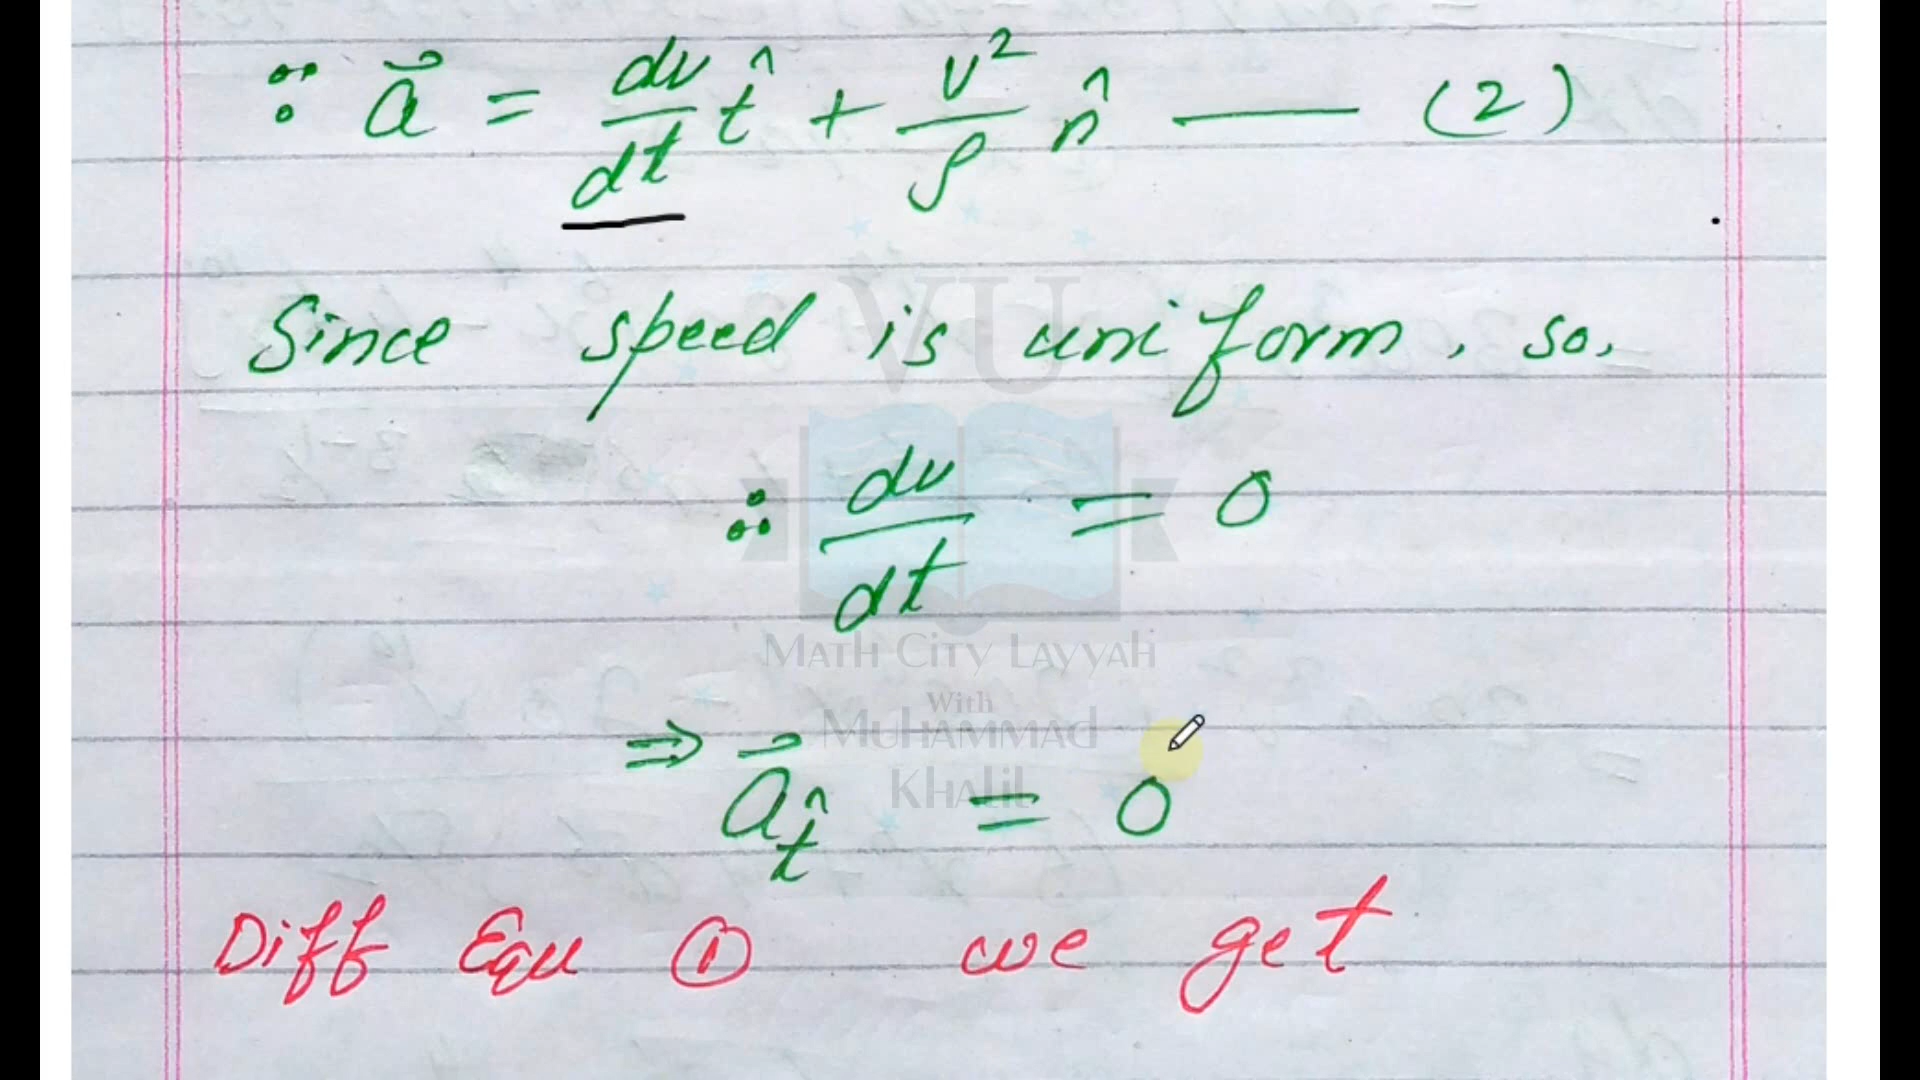 ∵ a⃗ = dv/dt t̂ + v²/ρ n̂ —— (2)
Since speed is uniform, so,
∴ dv/dt = 0
⇒ a⃗_t̂ = 0
Diff Equ ① we get
VU
Math City Layyah
With
Muhammad
Khalil